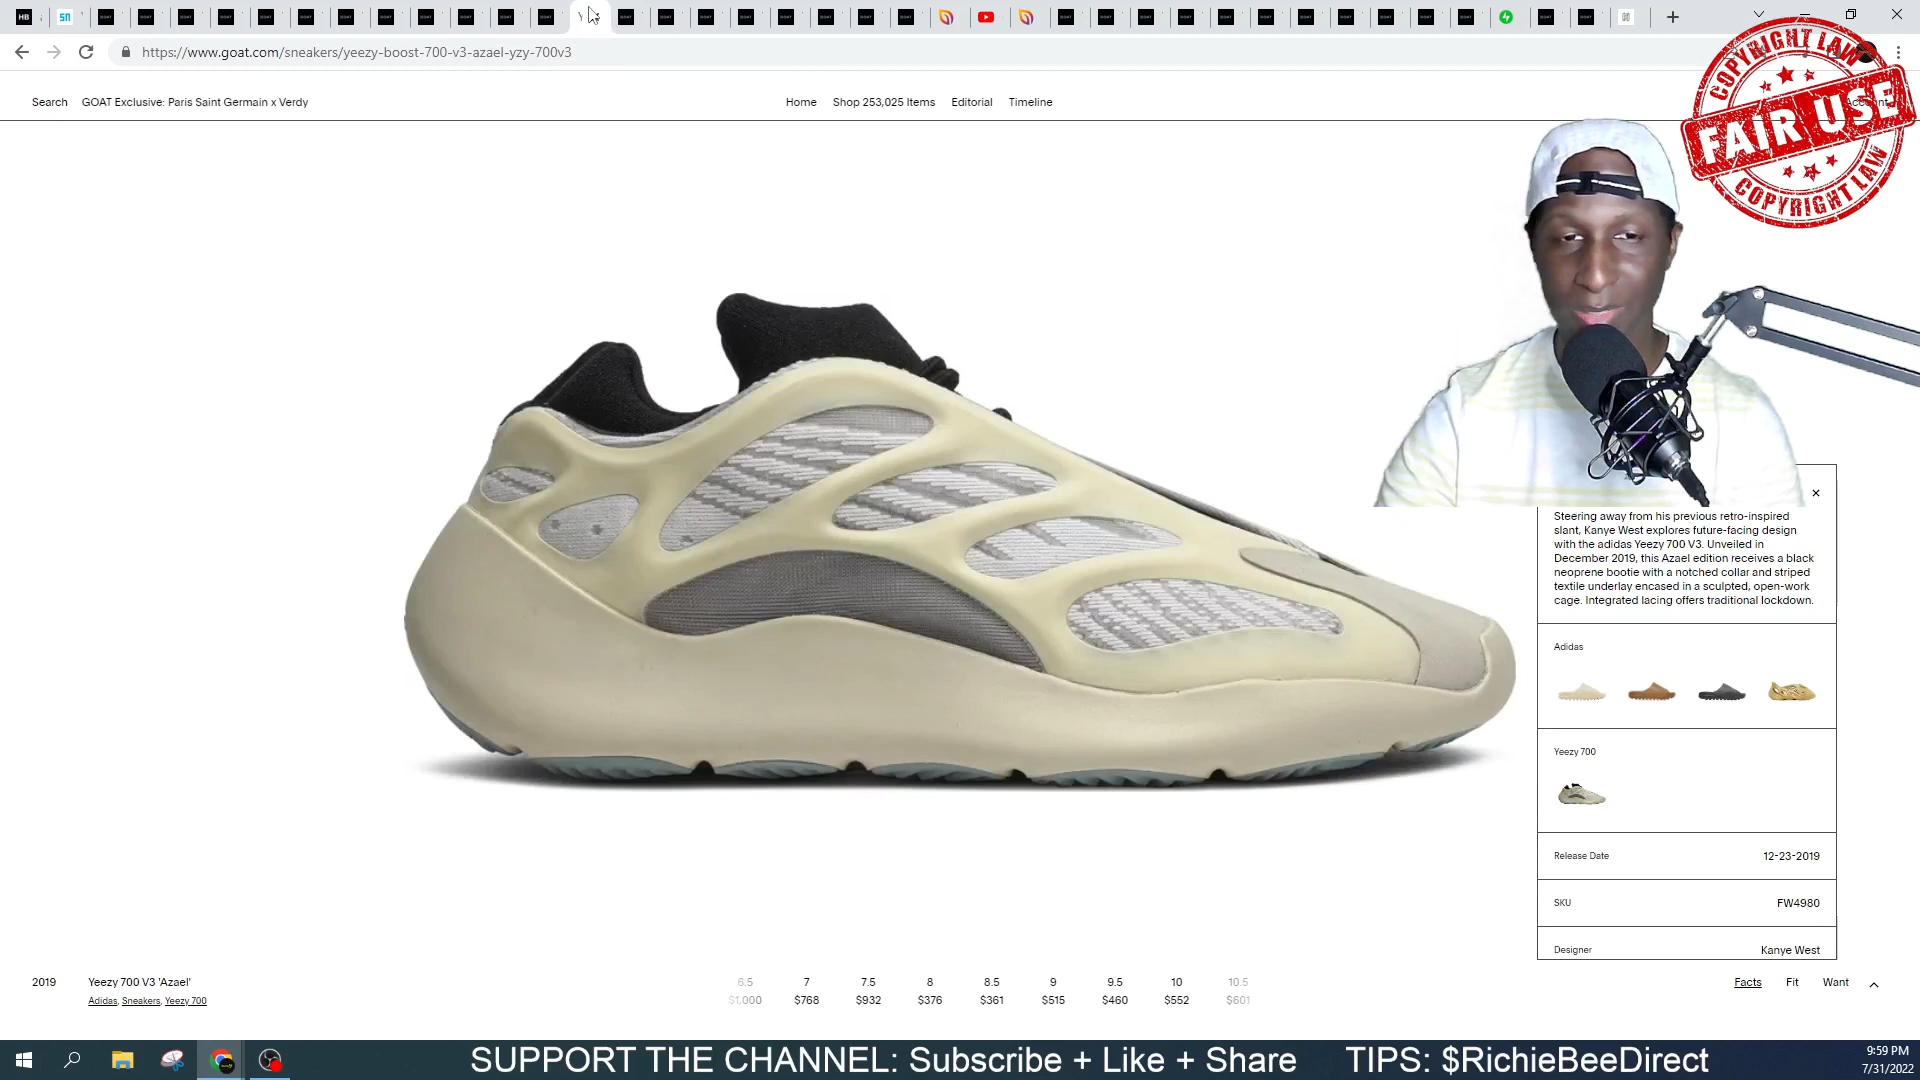 HB
SN
https://www.goat.com/sneakers/yeezy-boost-700-v3-azael-yzy-700v3
Search
GOAT Exclusive: Paris Saint Germain x Verdy
Home
Shop 253,025 Items
Editorial
Timeline
Account
COPYRIGHT LAW
FAIR USE
COPYRIGHT LAW
Steering away from his previous retro-inspired
slant, Kanye West explores future-facing design
with the adidas Yeezy 700 V3. Unveiled in
December 2019, this Azael edition receives a black
neoprene bootie with a notched collar and striped
textile underlay encased in a sculpted, open-work
cage. Integrated lacing offers traditional lockdown.
Adidas
Yeezy 700
Release Date 12-23-2019
SKU FW4980
Designer Kanye West
2019 Yeezy 700 V3 'Azael'
Adidas, Sneakers, Yeezy 700
6.5 7 7.5 8 8.5 9 9.5 10 10.5
$1,000 $768 $932 $376 $361 $515 $460 $552 $601
Facts Fit Want
SUPPORT THE CHANNEL: Subscribe + Like + Share TIPS: $RichieBeeDirect
9:59 PM
7/31/2022